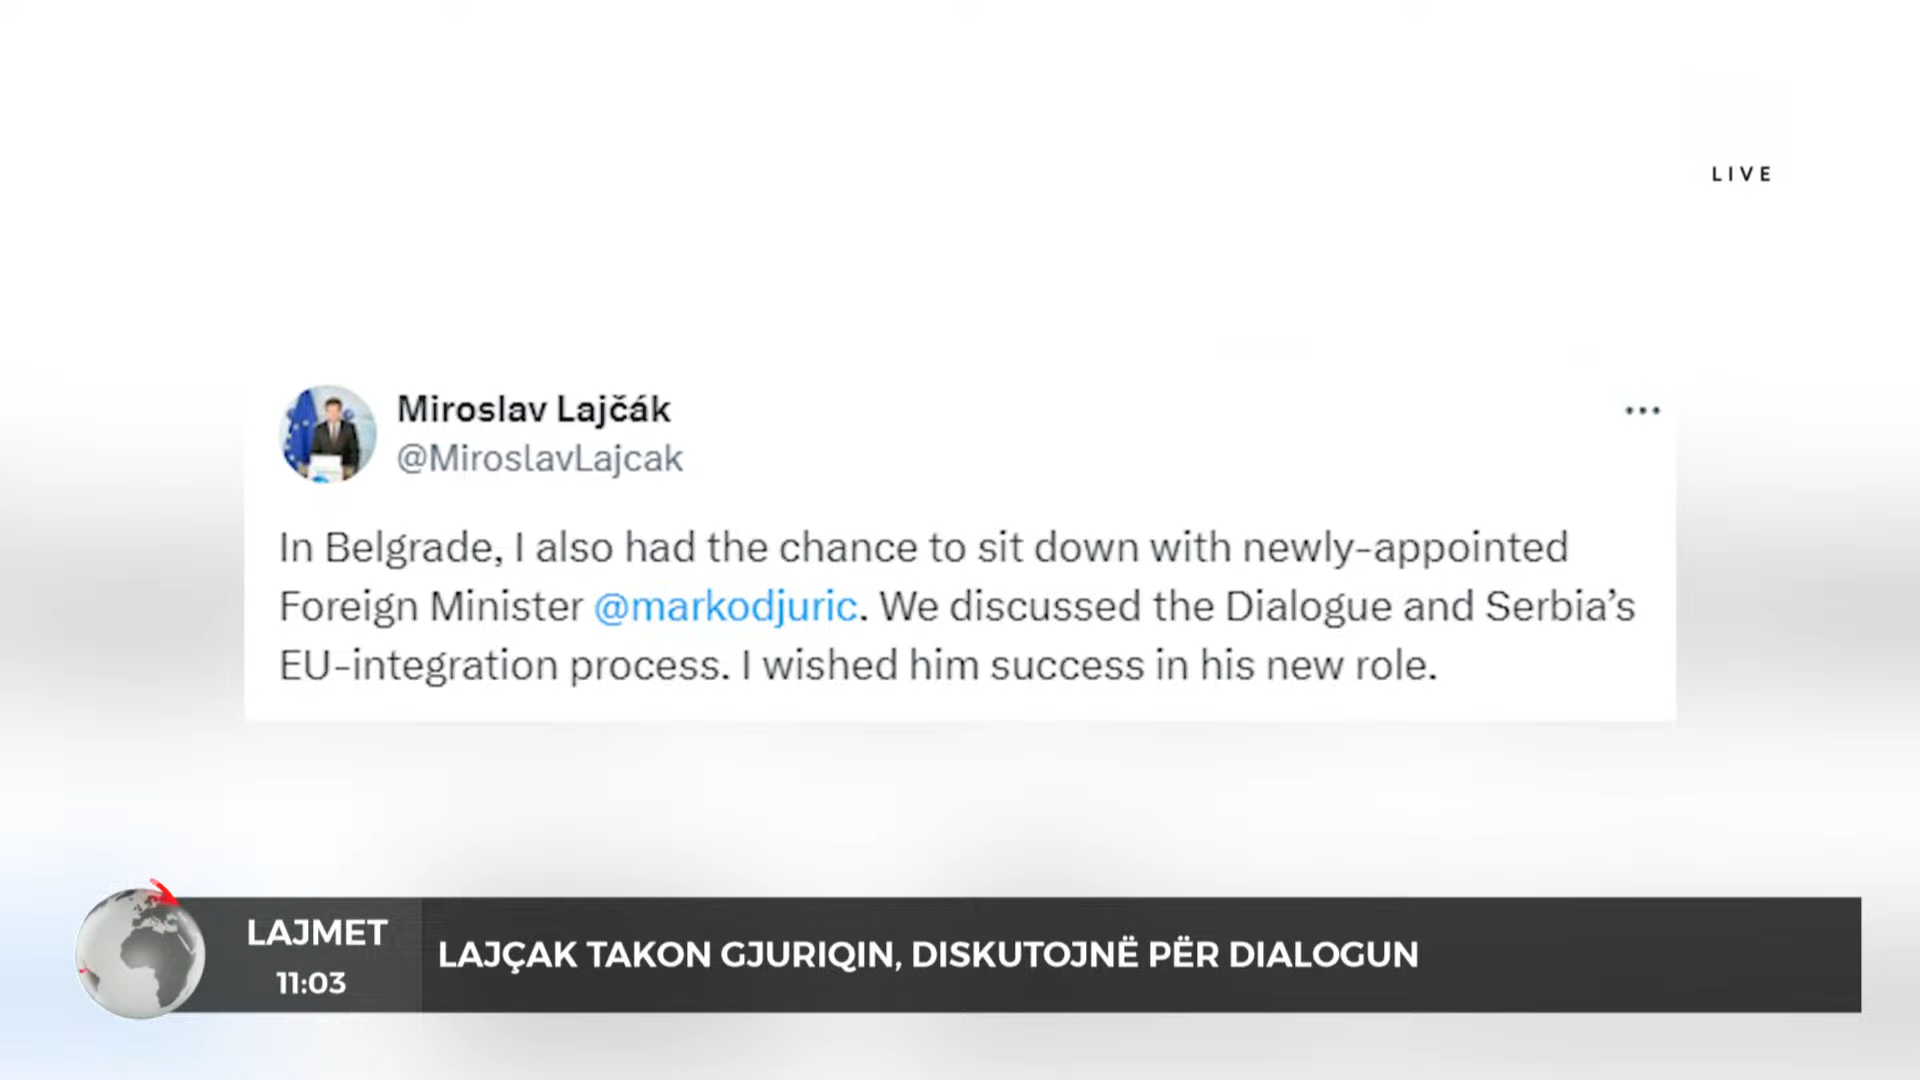 LIVE
Miroslav Lajčák
@MiroslavLajcak
In Belgrade, I also had the chance to sit down with newly-appointed
Foreign Minister @markodjuric. We discussed the Dialogue and Serbia’s
EU-integration process. I wished him success in his new role.
LAJMET
11:03
LAJÇAK TAKON GJURIQIN, DISKUTOJNË PËR DIALOGUN